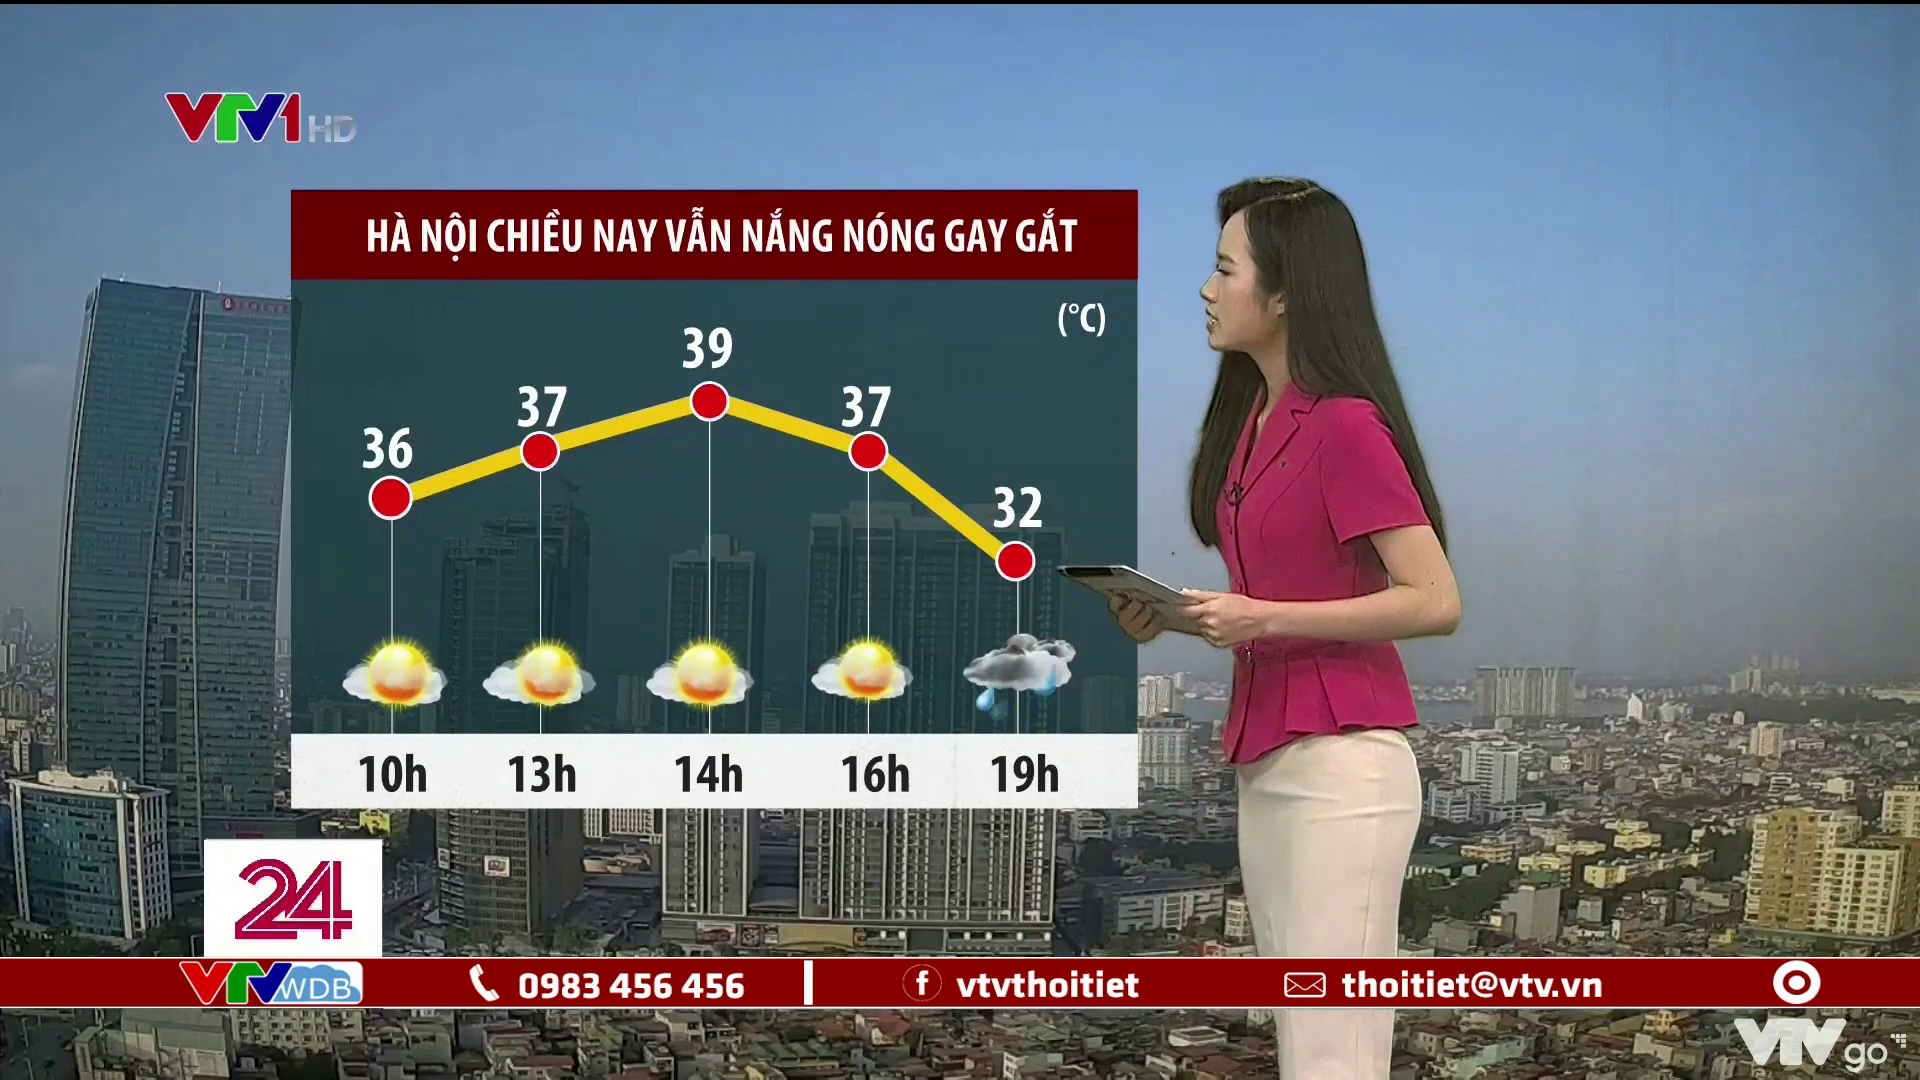 VTV1 HD
HÀ NỘI CHIỀU NAY VẪN NẮNG NÓNG GAY GẮT
(°C)
36
37
39
37
32
10h
13h
14h
16h
19h
LOTTE
24
VTV WDB
0983 456 456
f
vtvthoitiet
thoitiet@vtv.vn
VTV go